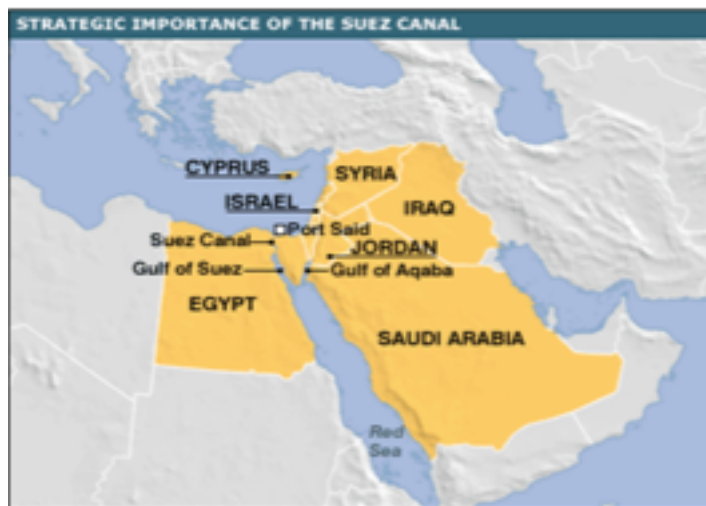 STRATEGIC IMPORTANCE OF THE SUEZ CANAL
CYPRUS
SYRIA
ISRAEL
IRAQ
Port Said
Suez Canal
JORDAN
Gulf of Suez
Gulf of Aqaba
EGYPT
SAUDI ARABIA
Red
Sea